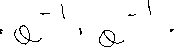 · a⁻¹ · a⁻¹ ·